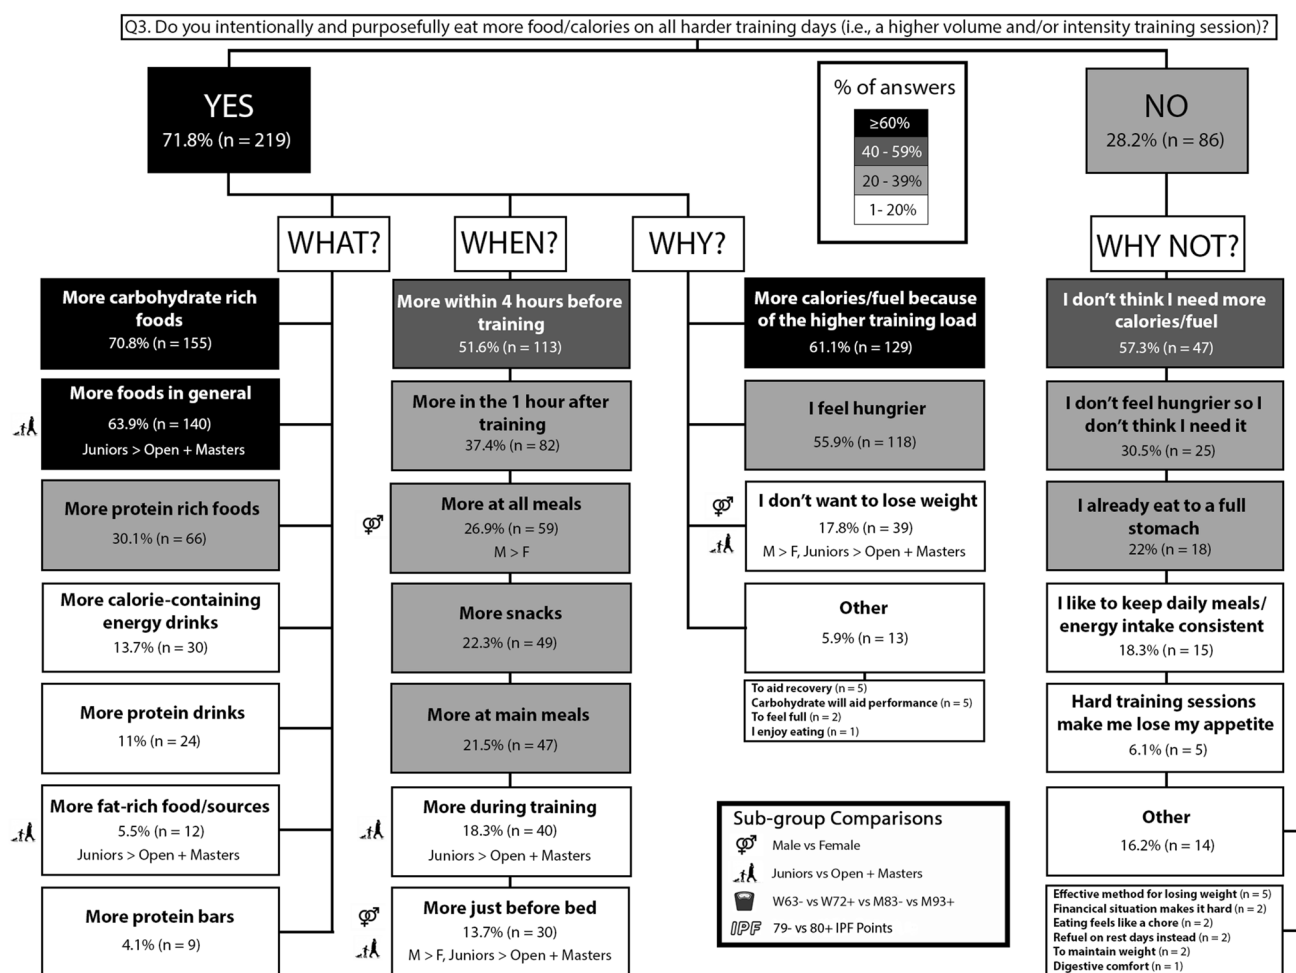 Q3. Do you intentionally and purposefully eat more food/calories on all harder training days (i.e., a higher volume and/or intensity training session)?
YES
71.8% (n = 219)
% of answers
≥60%
40 - 59%
20 - 39%
1- 20%
NO
28.2% (n = 86)
WHAT?
WHEN?
WHY?
WHY NOT?
More carbohydrate rich
foods
70.8% (n = 155)
More foods in general
63.9% (n = 140)
Juniors > Open + Masters
More protein rich foods
30.1% (n = 66)
More calorie-containing
energy drinks
13.7% (n = 30)
More protein drinks
11% (n = 24)
More fat-rich food/sources
5.5% (n = 12)
Juniors > Open + Masters
More protein bars
4.1% (n = 9)
More within 4 hours before
training
51.6% (n = 113)
More in the 1 hour after
training
37.4% (n = 82)
More at all meals
26.9% (n = 59)
M > F
More snacks
22.3% (n = 49)
More at main meals
21.5% (n = 47)
More during training
18.3% (n = 40)
Juniors > Open + Masters
More just before bed
13.7% (n = 30)
M > F, Juniors > Open + Masters
More calories/fuel because
of the higher training load
61.1% (n = 129)
I feel hungrier
55.9% (n = 118)
I don't want to lose weight
17.8% (n = 39)
M > F, Juniors > Open + Masters
Other
5.9% (n = 13)
To aid recovery (n = 5)
Carbohydrate will aid performance (n = 5)
To feel full (n = 2)
I enjoy eating (n = 1)
Sub-group Comparisons
Male vs Female
Juniors vs Open + Masters
W63- vs W72+ vs M83- vs M93+
IPF 79- vs 80+ IPF Points
I don't think I need more
calories/fuel
57.3% (n = 47)
I don't feel hungrier so I
don't think I need it
30.5% (n = 25)
I already eat to a full
stomach
22% (n = 18)
I like to keep daily meals/
energy intake consistent
18.3% (n = 15)
Hard training sessions
make me lose my appetite
6.1% (n = 5)
Other
16.2% (n = 14)
Effective method for losing weight (n = 5)
Financical situation makes it hard (n = 2)
Eating feels like a chore (n = 2)
Refuel on rest days instead (n = 2)
To maintain weight (n = 2)
Digestive comfort (n = 1)